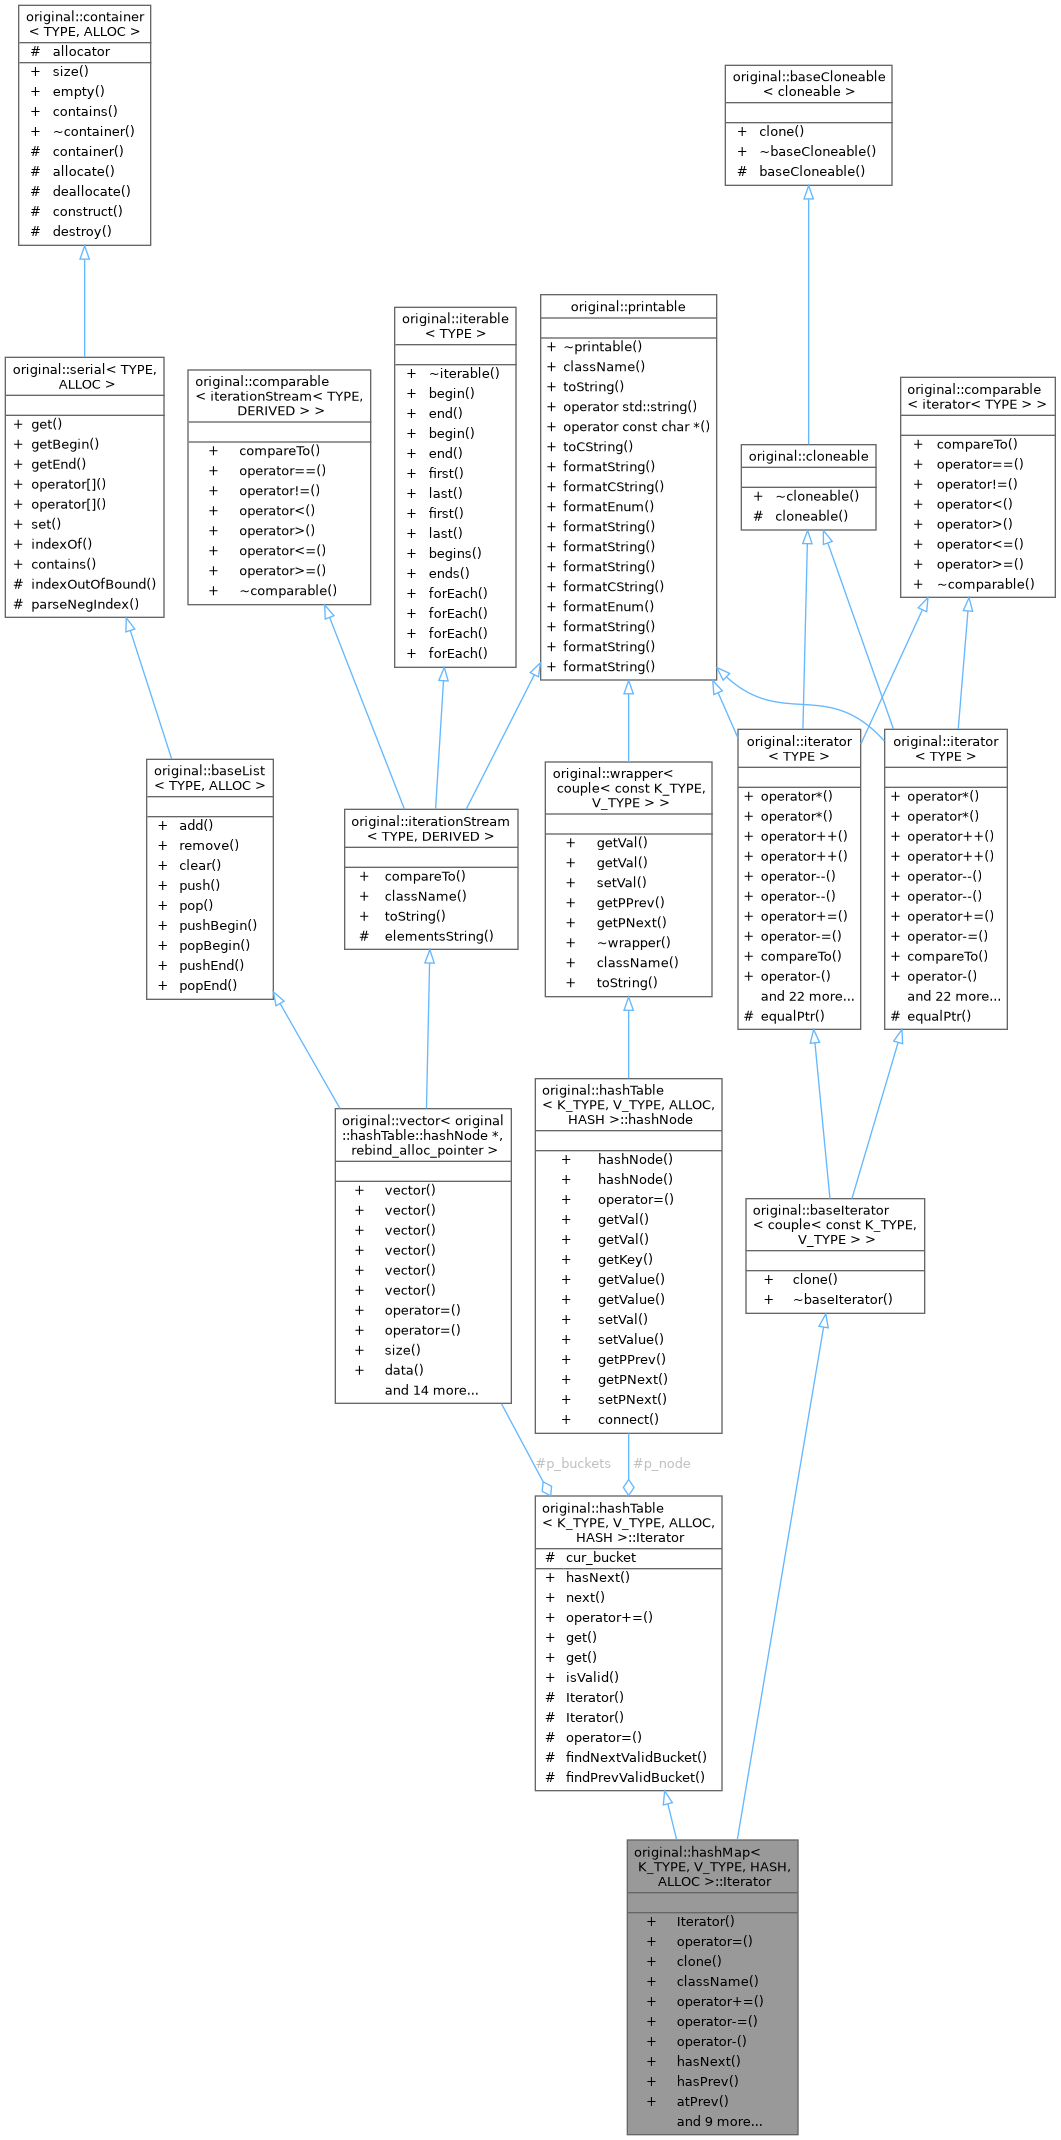 original::container
< TYPE, ALLOC >
# allocator
+ size()
+ empty()
+ contains()
+ ~container()
# container()
# allocate()
# deallocate()
# construct()
# destroy()
original::baseCloneable
< cloneable >
+ clone()
+ ~baseCloneable()
# baseCloneable()
original::serial< TYPE,
ALLOC >
+ get()
+ getBegin()
+ getEnd()
+ operator[]()
+ operator[]()
+ set()
+ indexOf()
+ contains()
# indexOutOfBound()
# parseNegIndex()
original::comparable
< iterationStream< TYPE,
DERIVED > >
+ compareTo()
+ operator==()
+ operator!=()
+ operator<()
+ operator>()
+ operator<=()
+ operator>=()
+ ~comparable()
original::iterable
< TYPE >
+ ~iterable()
+ begin()
+ end()
+ begin()
+ end()
+ first()
+ last()
+ first()
+ last()
+ begins()
+ ends()
+ forEach()
+ forEach()
+ forEach()
+ forEach()
original::printable
+ ~printable()
+ className()
+ toString()
+ operator std::string()
+ operator const char *()
+ toCString()
+ formatString()
+ formatCString()
+ formatEnum()
+ formatString()
+ formatString()
+ formatString()
+ formatCString()
+ formatEnum()
+ formatString()
+ formatString()
+ formatString()
original::cloneable
+ ~cloneable()
# cloneable()
original::comparable
< iterator< TYPE > >
+ compareTo()
+ operator==()
+ operator!=()
+ operator<()
+ operator>()
+ operator<=()
+ operator>=()
+ ~comparable()
original::baseList
< TYPE, ALLOC >
+ add()
+ remove()
+ clear()
+ push()
+ pop()
+ pushBegin()
+ popBegin()
+ pushEnd()
+ popEnd()
original::iterationStream
< TYPE, DERIVED >
+ compareTo()
+ className()
+ toString()
# elementsString()
original::wrapper<
couple< const K_TYPE,
V_TYPE > >
+ getVal()
+ getVal()
+ setVal()
+ getPPrev()
+ getPNext()
+ ~wrapper()
+ className()
+ toString()
original::iterator
< TYPE >
+ operator*()
+ operator*()
+ operator++()
+ operator++()
+ operator--()
+ operator--()
+ operator+=()
+ operator-=()
+ compareTo()
+ operator-()
and 22 more...
# equalPtr()
original::iterator
< TYPE >
+ operator*()
+ operator*()
+ operator++()
+ operator++()
+ operator--()
+ operator--()
+ operator+=()
+ operator-=()
+ compareTo()
+ operator-()
and 22 more...
# equalPtr()
original::vector< original
::hashTable::hashNode *,
rebind_alloc_pointer >
+ vector()
+ vector()
+ vector()
+ vector()
+ vector()
+ vector()
+ operator=()
+ operator=()
+ size()
+ data()
and 14 more...
original::hashTable
< K_TYPE, V_TYPE, ALLOC,
HASH >::hashNode
+ hashNode()
+ hashNode()
+ operator=()
+ getVal()
+ getVal()
+ getKey()
+ getValue()
+ getValue()
+ setVal()
+ setValue()
+ getPPrev()
+ getPNext()
+ setPNext()
+ connect()
original::baseIterator
< couple< const K_TYPE,
V_TYPE > >
+ clone()
+ ~baseIterator()
#p_buckets
#p_node
original::hashTable
< K_TYPE, V_TYPE, ALLOC,
HASH >::Iterator
# cur_bucket
+ hasNext()
+ next()
+ operator+=()
+ get()
+ get()
+ isValid()
# Iterator()
# Iterator()
# operator=()
# findNextValidBucket()
# findPrevValidBucket()
original::hashMap<
K_TYPE, V_TYPE, HASH,
ALLOC >::Iterator
+ Iterator()
+ operator=()
+ clone()
+ className()
+ operator+=()
+ operator-=()
+ operator-()
+ hasNext()
+ hasPrev()
+ atPrev()
and 9 more...